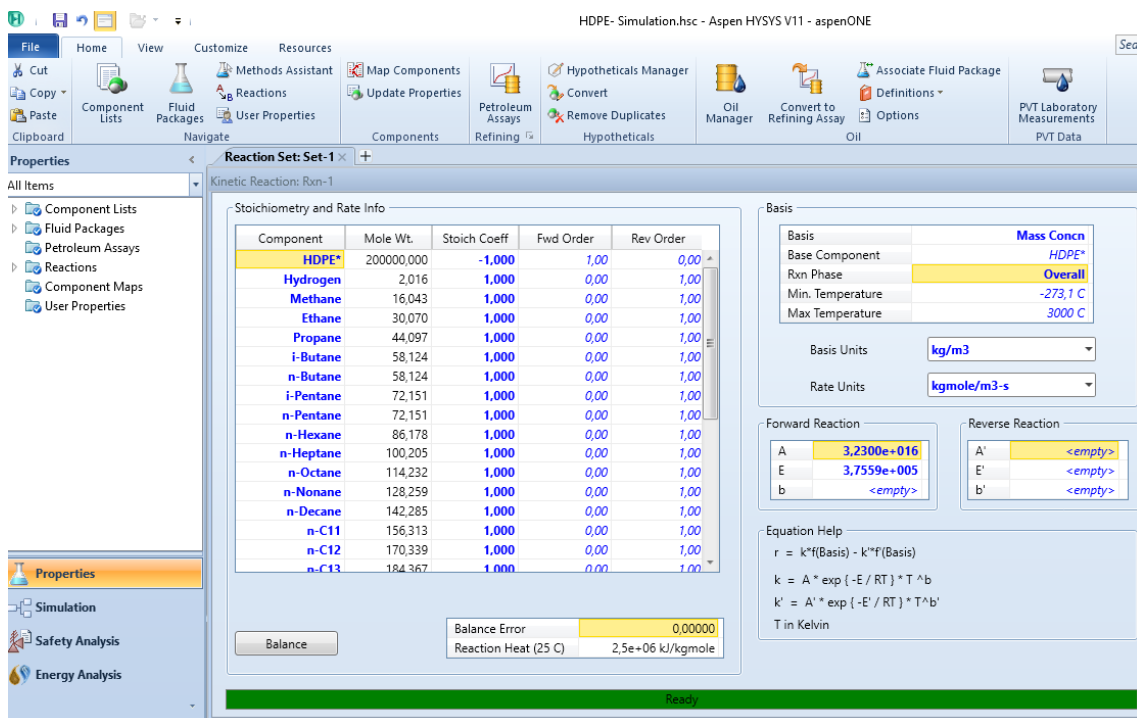 HDPE- Simulation.hsc - Aspen HYSYS V11 - aspenONE
File Home View Customize Resources Sea
Cut
Copy
Paste
Component Lists
Fluid Packages
Methods Assistant
Reactions
User Properties
Map Components
Update Properties
Petroleum Assays
Hypotheticals Manager
Convert
Remove Duplicates
Oil Manager
Convert to Refining Assay
Associate Fluid Package
Definitions
Options
PVT Laboratory Measurements
Clipboard Navigate Components Refining Hypotheticals Oil PVT Data
Properties <
All Items
Component Lists
Fluid Packages
Petroleum Assays
Reactions
Component Maps
User Properties
Properties
Simulation
Safety Analysis
Energy Analysis
Reaction Set: Set-1 × +
Kinetic Reaction: Rxn-1
Stoichiometry and Rate Info
Component Mole Wt. Stoich Coeff Fwd Order Rev Order
HDPE* 200000,000 -1,000 1,00 0,00
Hydrogen 2,016 1,000 0,00 1,00
Methane 16,043 1,000 0,00 1,00
Ethane 30,070 1,000 0,00 1,00
Propane 44,097 1,000 0,00 1,00
i-Butane 58,124 1,000 0,00 1,00
n-Butane 58,124 1,000 0,00 1,00
i-Pentane 72,151 1,000 0,00 1,00
n-Pentane 72,151 1,000 0,00 1,00
n-Hexane 86,178 1,000 0,00 1,00
n-Heptane 100,205 1,000 0,00 1,00
n-Octane 114,232 1,000 0,00 1,00
n-Nonane 128,259 1,000 0,00 1,00
n-Decane 142,285 1,000 0,00 1,00
n-C11 156,313 1,000 0,00 1,00
n-C12 170,339 1,000 0,00 1,00
n-C13 184,367 1,000 0,00 1,00
Balance
Balance Error 0,00000
Reaction Heat (25 C) 2,5e+06 kJ/kgmole
Basis
Basis Mass Concn
Base Component HDPE*
Rxn Phase Overall
Min. Temperature -273,1 C
Max Temperature 3000 C
Basis Units kg/m3
Rate Units kgmole/m3-s
Forward Reaction
A 3,2300e+016
E 3,7559e+005
b <empty>
Reverse Reaction
A' <empty>
E' <empty>
b' <empty>
Equation Help
r = k*f(Basis) - k'*f'(Basis)
k = A * exp { -E / RT } * T ^b
k' = A' * exp { -E' / RT } * T^b'
T in Kelvin
Ready